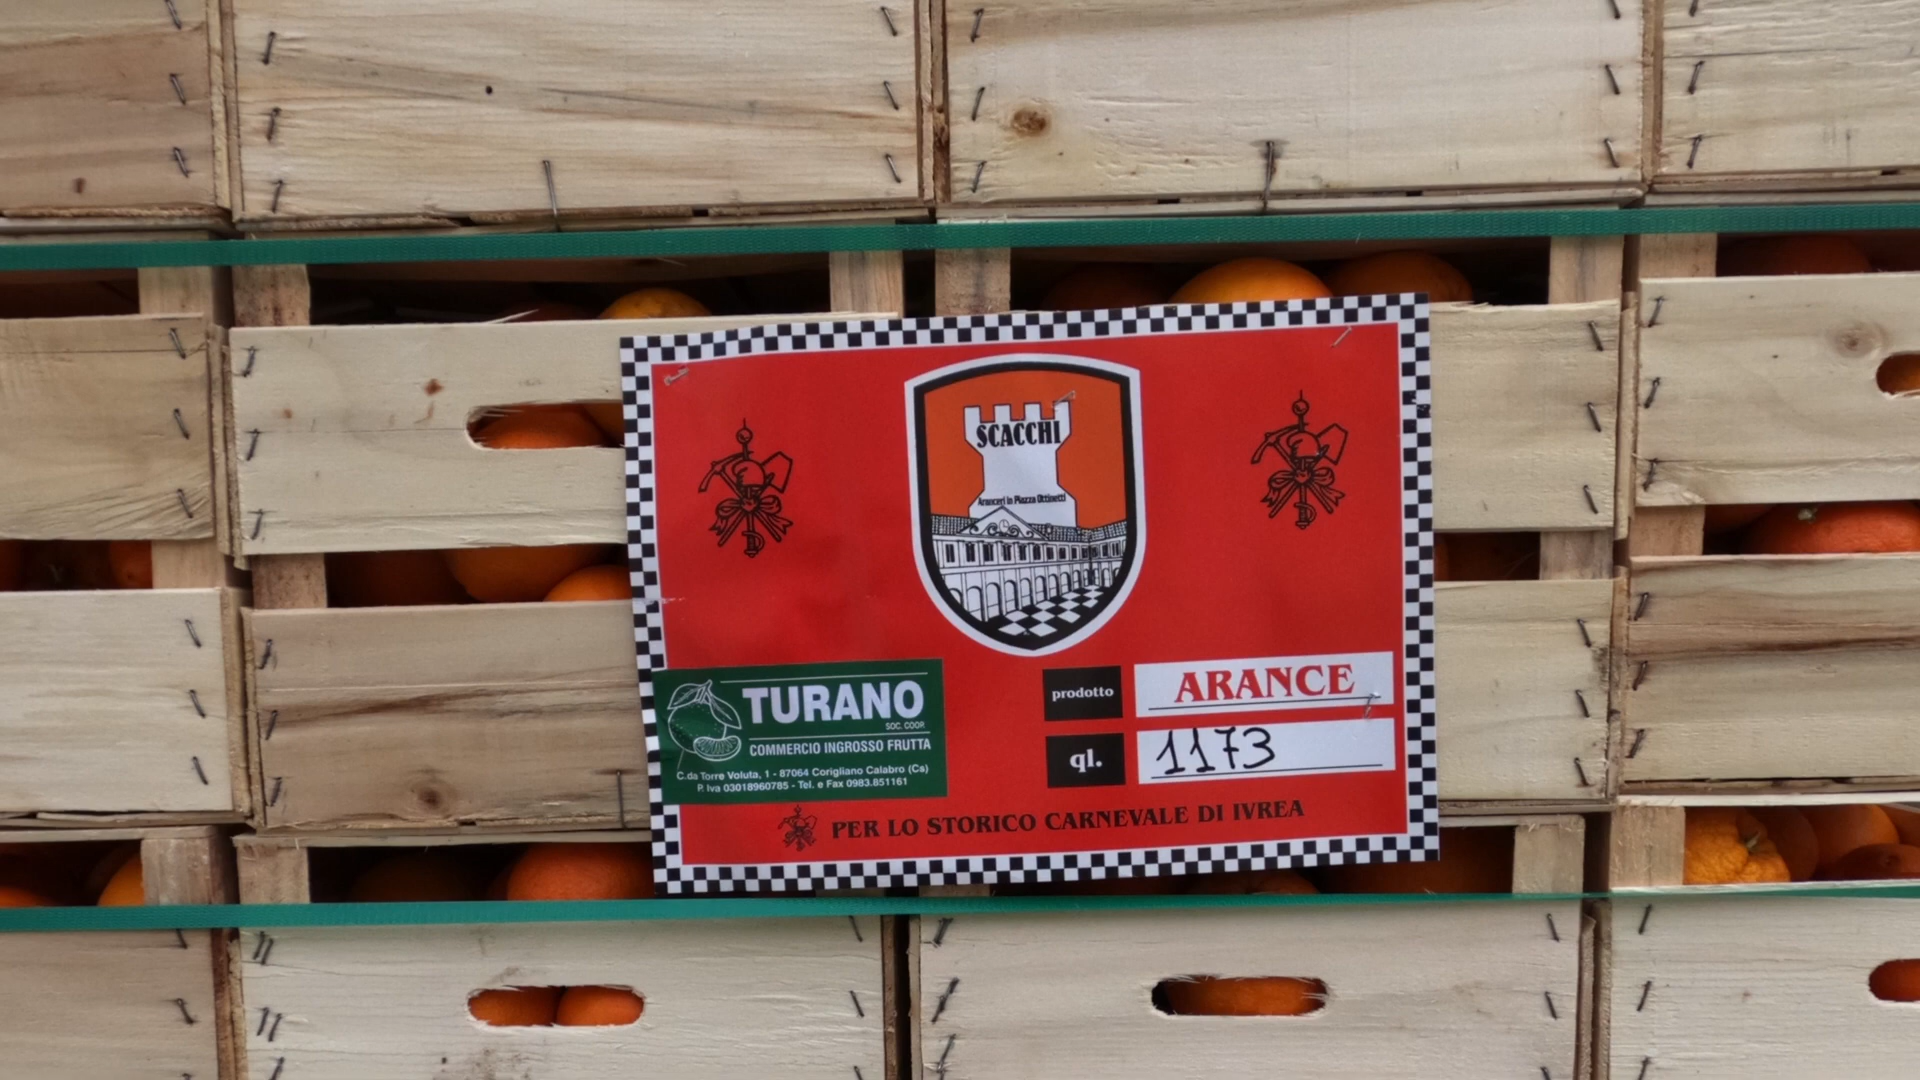 SCACCHI
Aranceri in Piazza Ottinetti
TURANO
SOC. COOP.
COMMERCIO INGROSSO FRUTTA
C.da Torre Voluta, 1 - 87064 Corigliano Calabro (Cs)
P. Iva 03018960785 - Tel. e Fax 0983.851161
prodotto ARANCE
ql. 1173
PER LO STORICO CARNEVALE DI IVREA